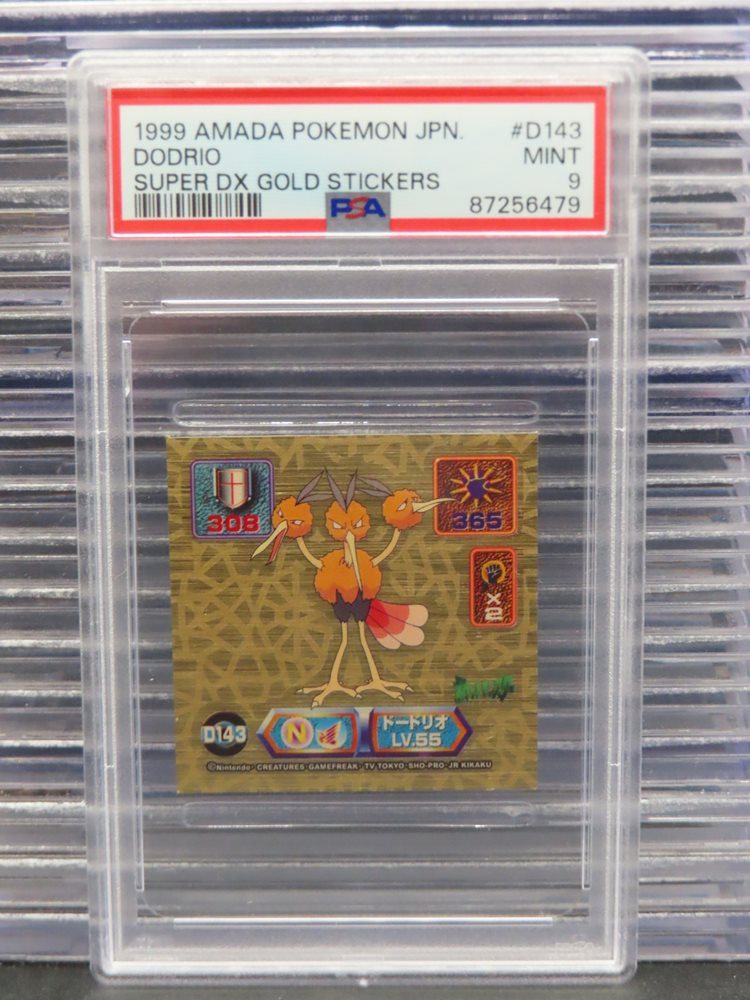 1999 AMADA POKEMON JPN. #D143
DODRIO MINT
SUPER DX GOLD STICKERS 9
PSA 87256479
308
365
D143
N
ドードリオ
LV.55
©Nintendo・CREATURES・GAMEFREAK・TV TOKYO・SHO-PRO・JR KIKAKU